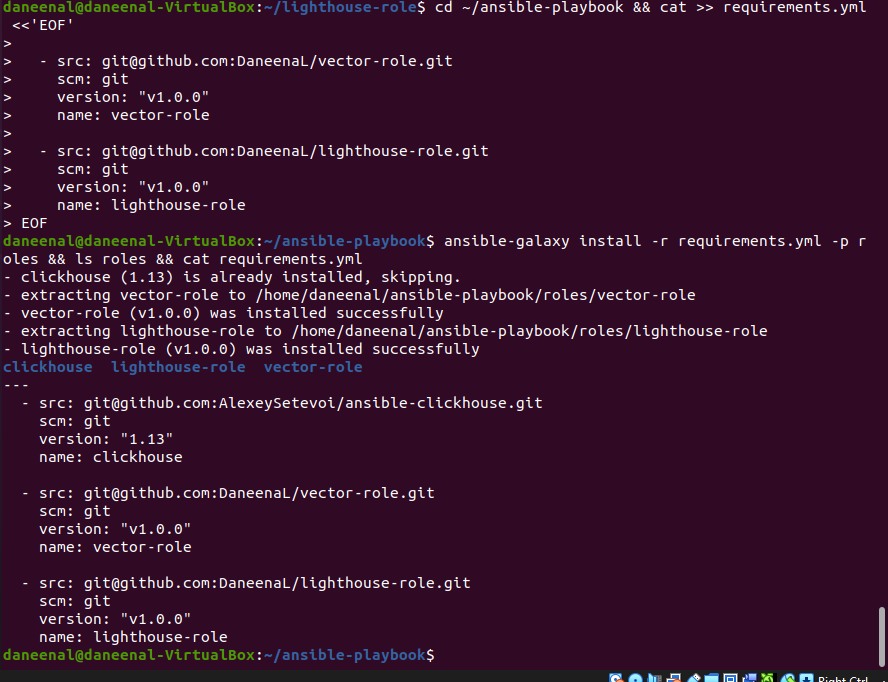 daneenal@daneenal-VirtualBox:~/lighthouse-role$ cd ~/ansible-playbook && cat >> requirements.yml
 <<'EOF'
>
>   - src: git@github.com:DaneenaL/vector-role.git
>     scm: git
>     version: "v1.0.0"
>     name: vector-role
>
>   - src: git@github.com:DaneenaL/lighthouse-role.git
>     scm: git
>     version: "v1.0.0"
>     name: lighthouse-role
> EOF
daneenal@daneenal-VirtualBox:~/ansible-playbook$ ansible-galaxy install -r requirements.yml -p r
oles && ls roles && cat requirements.yml
- clickhouse (1.13) is already installed, skipping.
- extracting vector-role to /home/daneenal/ansible-playbook/roles/vector-role
- vector-role (v1.0.0) was installed successfully
- extracting lighthouse-role to /home/daneenal/ansible-playbook/roles/lighthouse-role
- lighthouse-role (v1.0.0) was installed successfully
clickhouse  lighthouse-role  vector-role
---
  - src: git@github.com:AlexeySetevoi/ansible-clickhouse.git
    scm: git
    version: "1.13"
    name: clickhouse

  - src: git@github.com:DaneenaL/vector-role.git
    scm: git
    version: "v1.0.0"
    name: vector-role

  - src: git@github.com:DaneenaL/lighthouse-role.git
    scm: git
    version: "v1.0.0"
    name: lighthouse-role
daneenal@daneenal-VirtualBox:~/ansible-playbook$
Right Ctrl